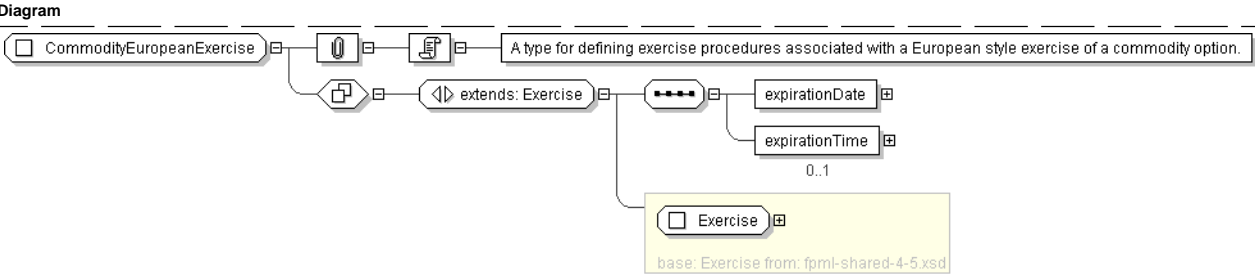 Diagram
CommodityEuropeanExercise
A type for defining exercise procedures associated with a European style exercise of a commodity option.
extends: Exercise
expirationDate
expirationTime
0..1
Exercise
base: Exercise from: fpml-shared-4-5.xsd